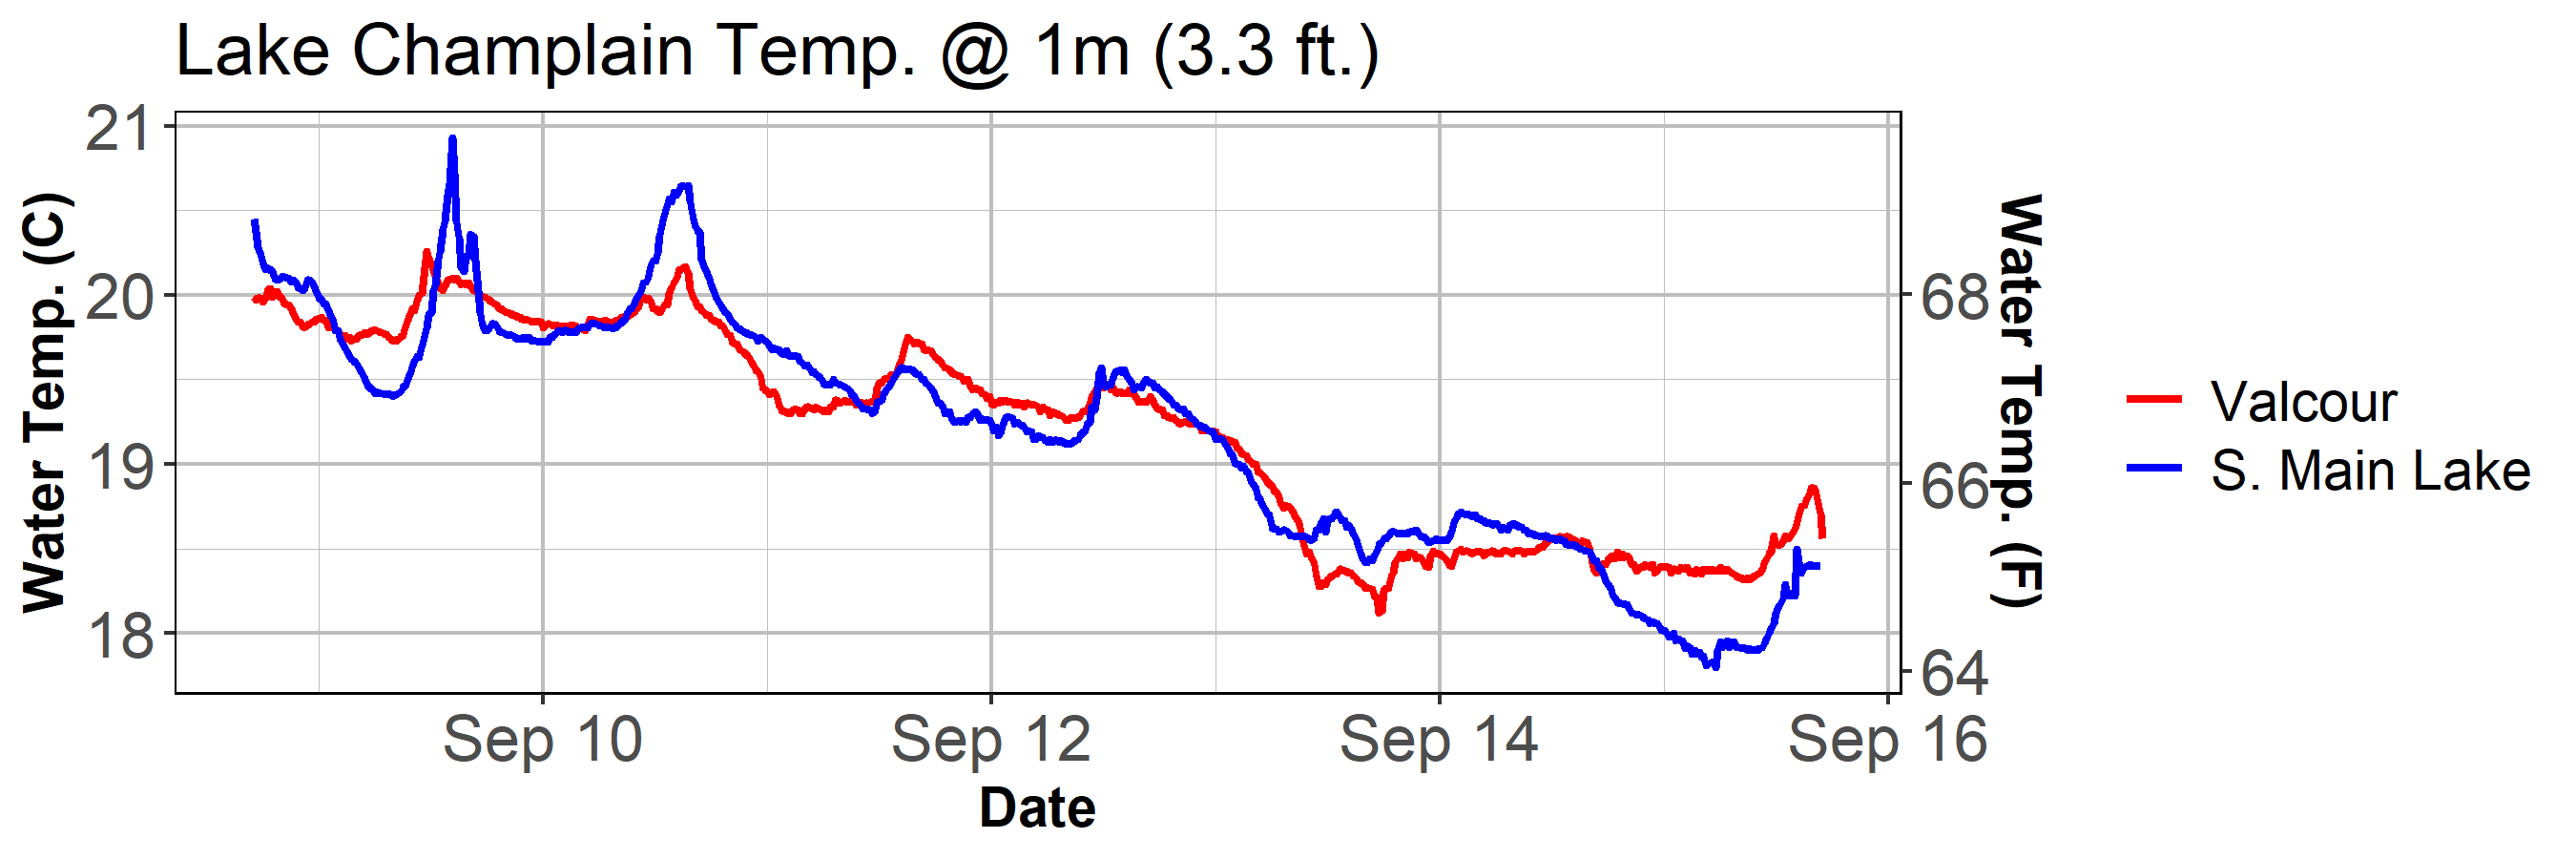 Lake Champlain Temp. @ 1m (3.3 ft.)
Water Temp. (C)
21
20
19
18
68
66
64
Water Temp. (F)
Sep 10
Sep 12
Sep 14
Sep 16
Date
Valcour
S. Main Lake